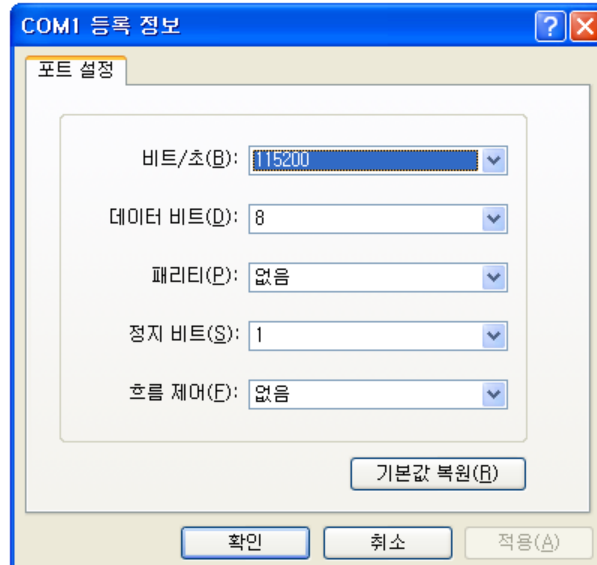 COM1 등록 정보
포트 설정
비트/초(B): 115200
데이터 비트(D): 8
패리티(P): 없음
정지 비트(S): 1
흐름 제어(F): 없음
기본값 복원(R)
확인 취소 적용(A)